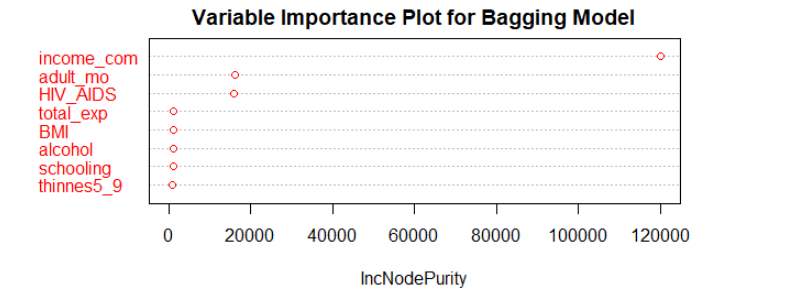 Variable Importance Plot for Bagging Model
income_com
adult_mo
HIV_AIDS
total_exp
BMI
alcohol
schooling
thinnes5_9
0 20000 40000 60000 80000 100000 120000
IncNodePurity